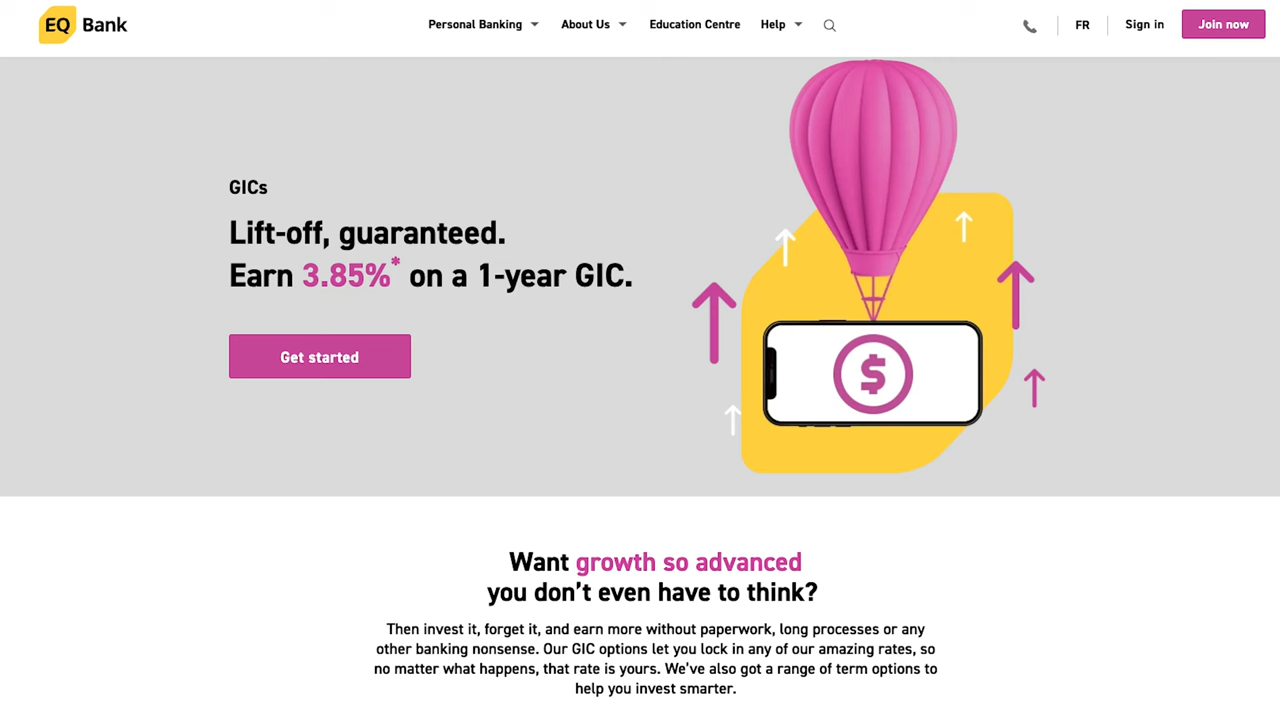 EQ Bank
Personal Banking
About Us
Education Centre
Help
FR
Sign in
Join now
GICs
Lift-off, guaranteed.
Earn 3.85%* on a 1-year GIC.
Get started
$
Want growth so advanced
you don’t even have to think?
Then invest it, forget it, and earn more without paperwork, long processes or any
other banking nonsense. Our GIC options let you lock in any of our amazing rates, so
no matter what happens, that rate is yours. We’ve also got a range of term options to
help you invest smarter.